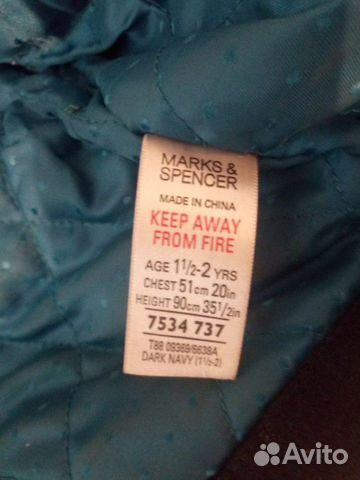 MARKS &
SPENCER
MADE IN CHINA
KEEP AWAY
FROM FIRE
AGE 1½-2 YRS
CHEST 51cm 20in
HEIGHT 90cm 35½in
7534 737
T88 09369/6638A
DARK NAVY (1½-2)
Avito